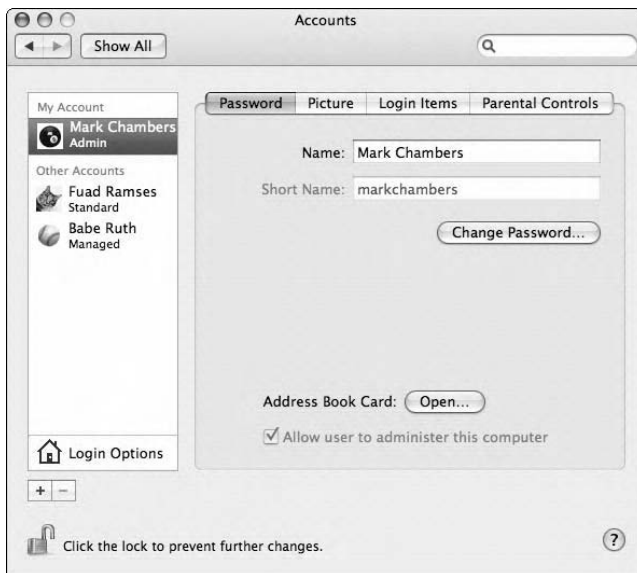 Accounts
Show All
My Account
Mark Chambers
Admin
Other Accounts
Fuad Ramses
Standard
Babe Ruth
Managed
Login Options
+ −
Password Picture Login Items Parental Controls
Name: Mark Chambers
Short Name: markchambers
Change Password...
Address Book Card: Open...
Allow user to administer this computer
Click the lock to prevent further changes.
?